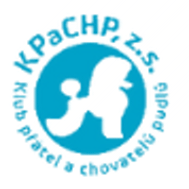 KPaCHP, z.s.
Klub přátel a chovatelů pudlů